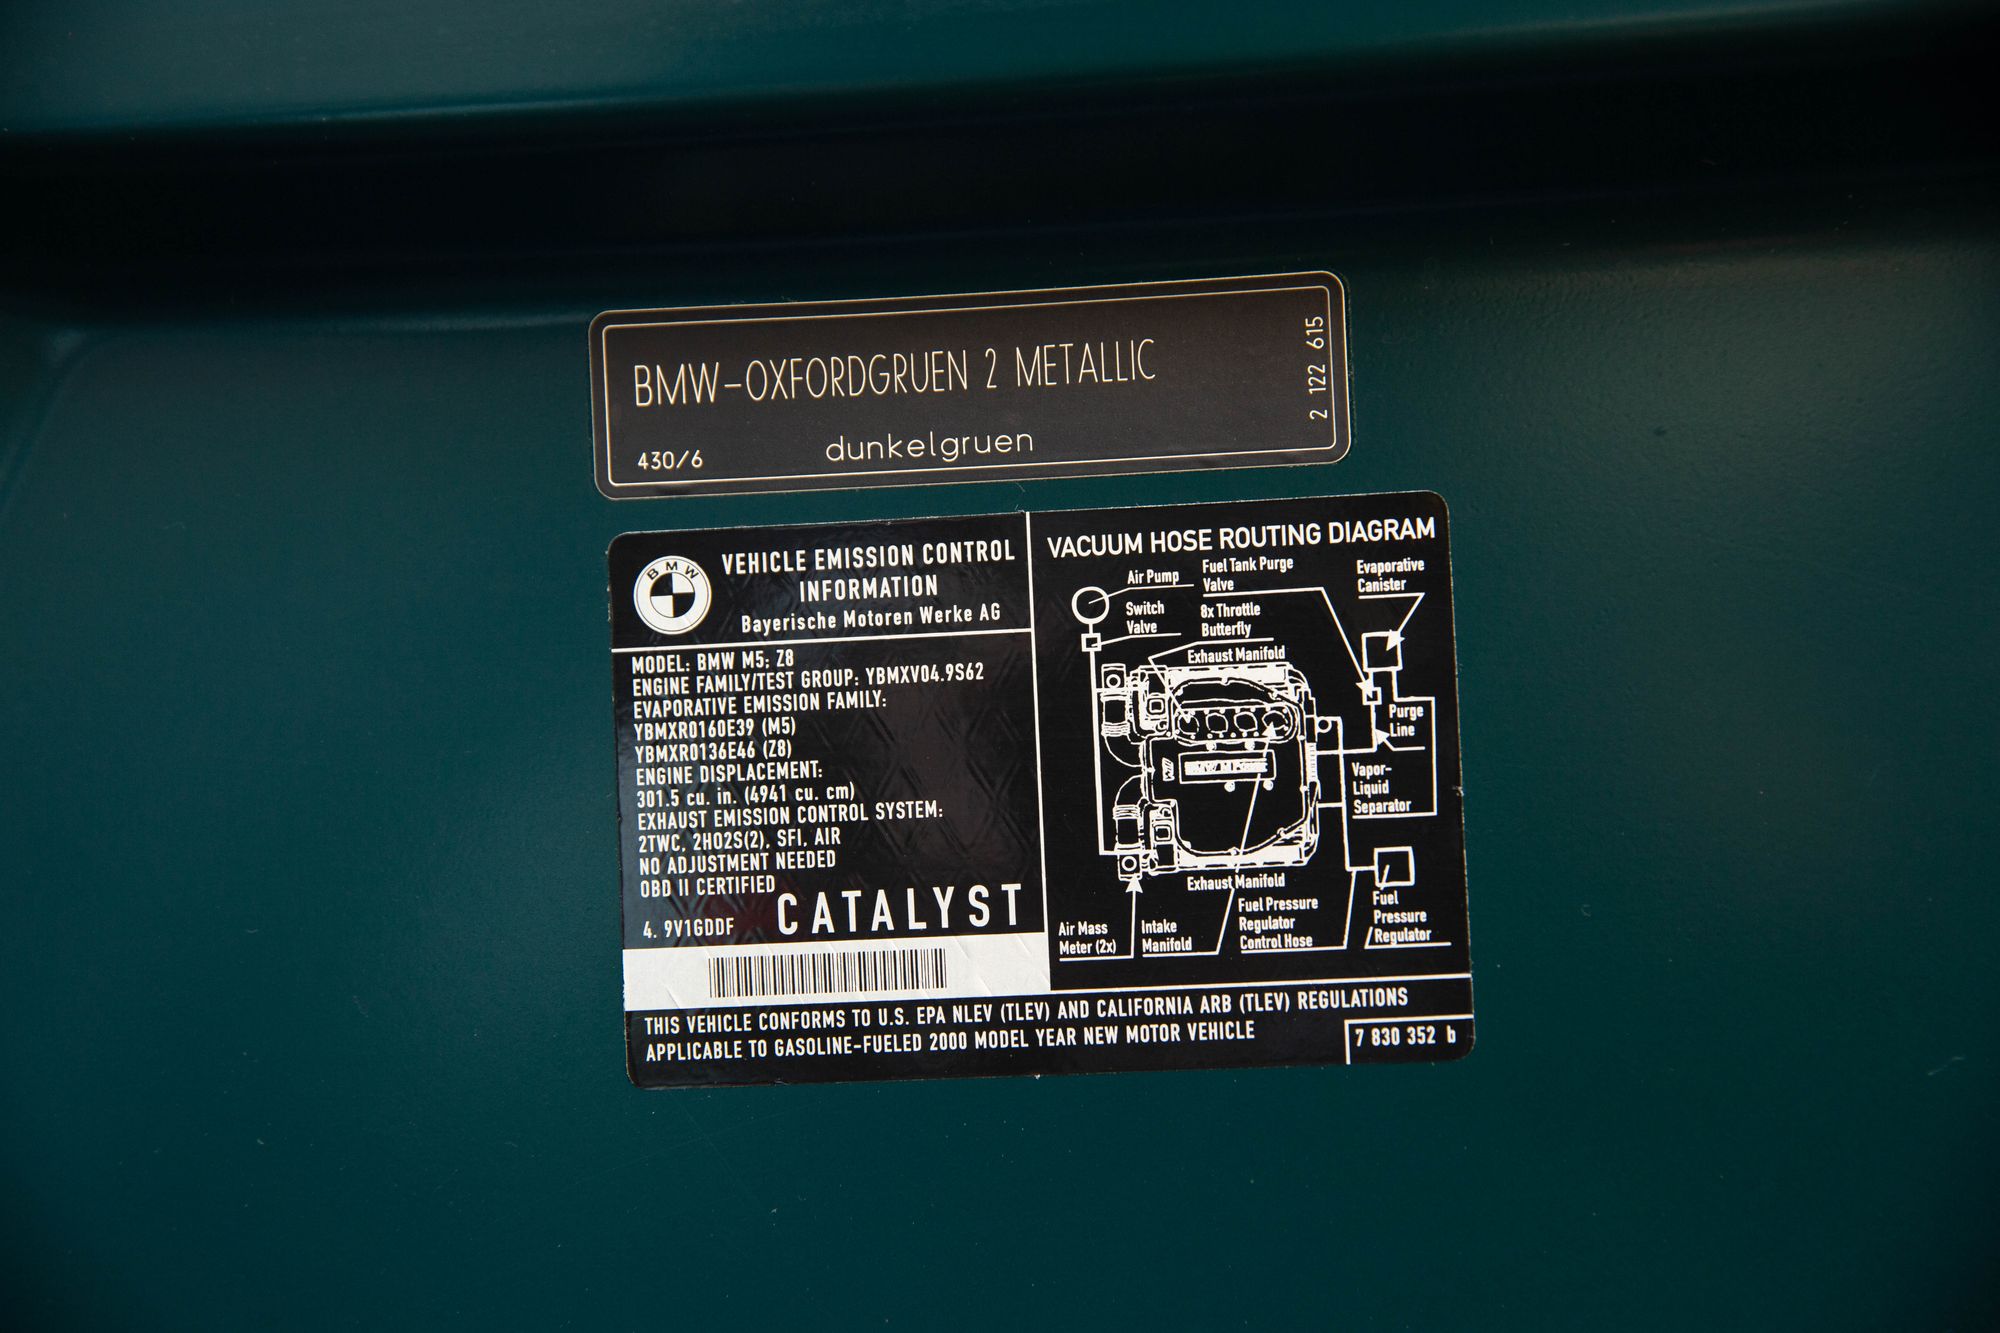 BMW-OXFORDGRUEN 2 METALLIC
430/6
dunkelgruen
2 122 615
BMW
VEHICLE EMISSION CONTROL
INFORMATION
Bayerische Motoren Werke AG
MODEL: BMW M5; Z8
ENGINE FAMILY/TEST GROUP: YBMXV04.9S62
EVAPORATIVE EMISSION FAMILY:
YBMXR0160E39 (M5)
YBMXR0136E46 (Z8)
ENGINE DISPLACEMENT:
301.5 cu. in. (4941 cu. cm)
EXHAUST EMISSION CONTROL SYSTEM:
2TWC, 2HO2S(2), SFI, AIR
NO ADJUSTMENT NEEDED
OBD II CERTIFIED
4. 9V1GDDF
CATALYST
VACUUM HOSE ROUTING DIAGRAM
Air Pump
Fuel Tank Purge
Valve
Evaporative
Canister
Switch
Valve
8x Throttle
Butterfly
Exhaust Manifold
Purge
Line
Vapor-
Liquid
Separator
Exhaust Manifold
Air Mass
Meter (2x)
Intake
Manifold
Fuel Pressure
Regulator
Control Hose
Fuel
Pressure
Regulator
THIS VEHICLE CONFORMS TO U.S. EPA NLEV (TLEV) AND CALIFORNIA ARB (TLEV) REGULATIONS
APPLICABLE TO GASOLINE-FUELED 2000 MODEL YEAR NEW MOTOR VEHICLE
7 830 352 b